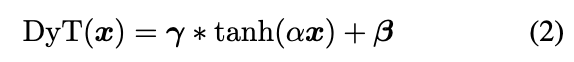 DyT(𝒙) = 𝜸 ∗ tanh(α𝒙) + 𝜷 (2)